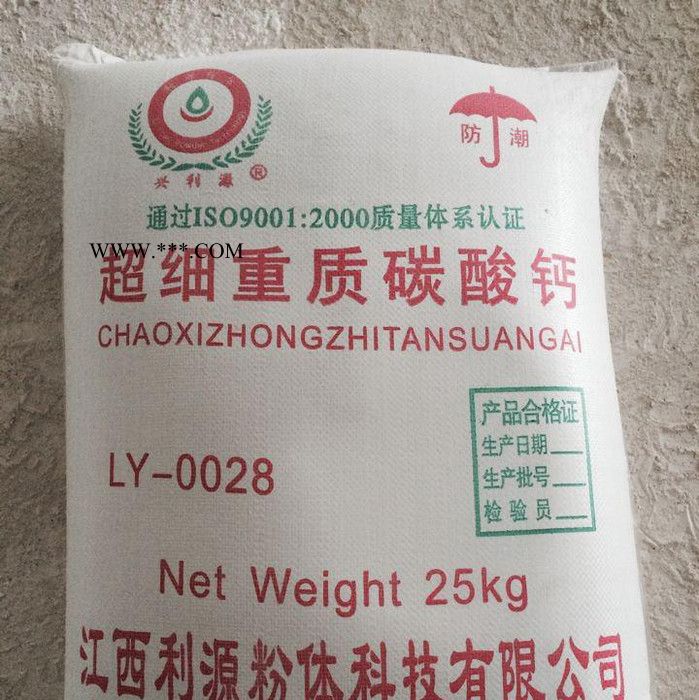 兴利源®
防潮
通过ISO9001:2000质量体系认证
WWW.***.COM
超细重质碳酸钙
CHAOXIZHONGZHITANSUANGAI
产品合格证
生产日期
生产批号
检验员
LY-0028
Net Weight 25kg
江西利源粉体科技有限公司